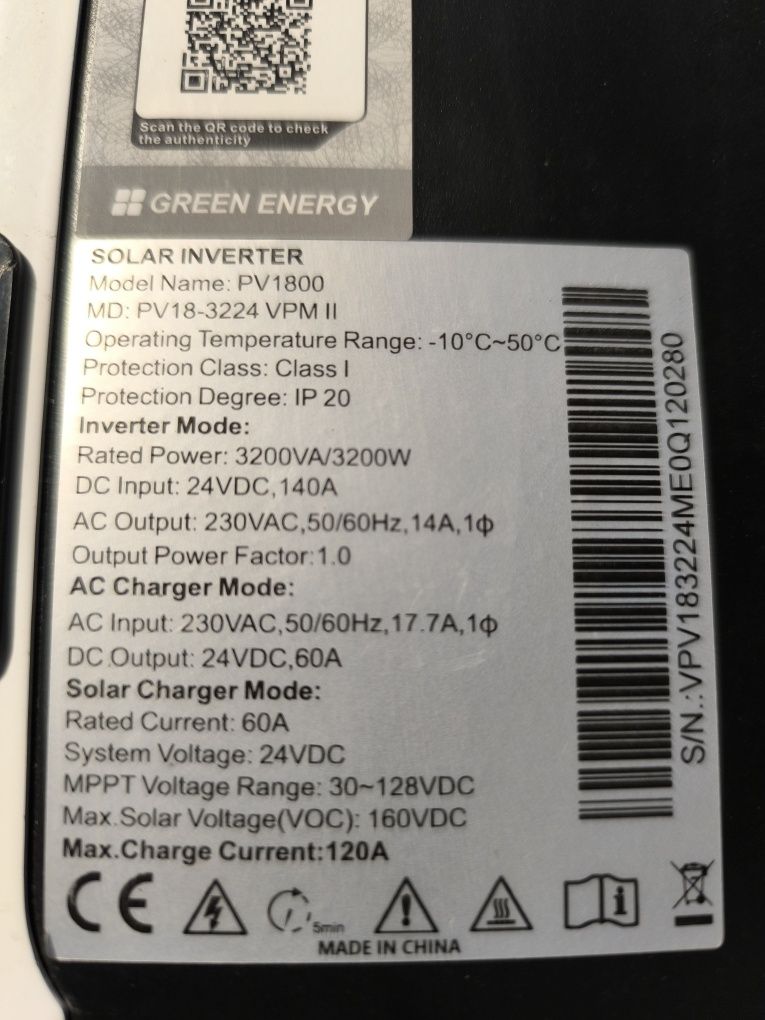 Scan the QR code to check
the authenticity
GREEN ENERGY
SOLAR INVERTER
Model Name: PV1800
MD: PV18-3224 VPM II
Operating Temperature Range: -10°C~50°C
Protection Class: Class I
Protection Degree: IP 20
Inverter Mode:
Rated Power: 3200VA/3200W
DC Input: 24VDC,140A
AC Output: 230VAC,50/60Hz,14A,1ϕ
Output Power Factor:1.0
AC Charger Mode:
AC Input: 230VAC,50/60Hz,17.7A,1ϕ
DC Output: 24VDC,60A
Solar Charger Mode:
Rated Current: 60A
System Voltage: 24VDC
MPPT Voltage Range: 30~128VDC
Max.Solar Voltage(VOC): 160VDC
Max.Charge Current:120A
CE
5min
MADE IN CHINA
S/N.:VPV183224ME0Q120280